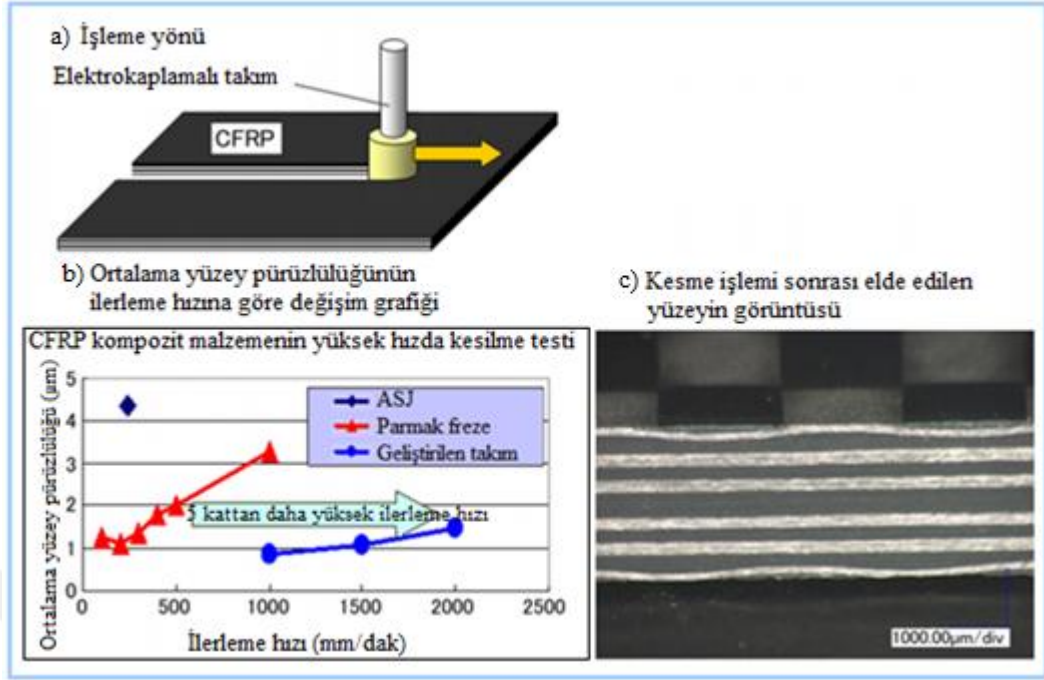 a) İşleme yönü
Elektrokaplamalı takım
CFRP
b) Ortalama yüzey pürüzlülüğünün
ilerleme hızına göre değişim grafiği
CFRP kompozit malzemenin yüksek hızda kesilme testi
Ortalama yüzey pürüzlülüğü (µm)
5
4
3
2
1
0
ASJ
Parmak freze
Geliştirilen takım
5 kattan daha yüksek ilerleme hızı
0 500 1000 1500 2000 2500
İlerleme hızı (mm/dak)
c) Kesme işlemi sonrası elde edilen
yüzeyin görüntüsü
1000.00µm/div